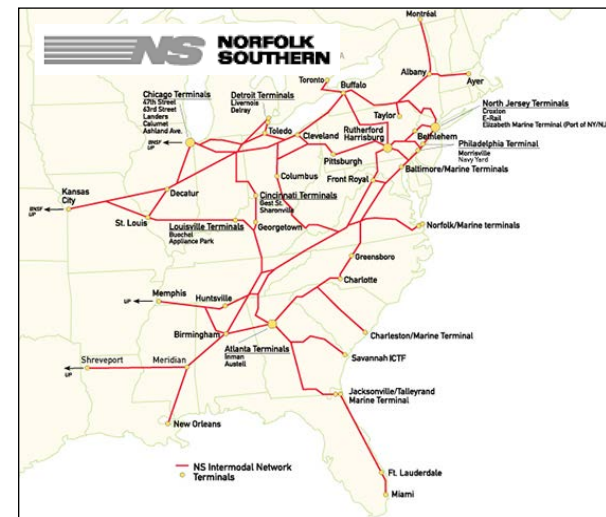 NS NORFOLK
SOUTHERN
Montréal
Toronto
Buffalo
Albany
Ayer
Chicago Terminals
47th Street
63rd Street
Landers
Calumet
Ashland Ave.
Detroit Terminals
Livernois
Delray
BNSF
UP
Toledo
Cleveland
Taylor
Rutherford
Harrisburg
North Jersey Terminals
Croxton
E-Rail
Elizabeth Marine Terminal (Port of NY/NJ
Bethlehem
Philadelphia Terminal
Morrisville
Navy Yard
Pittsburgh
Baltimore/Marine Terminals
Columbus
Front Royal
Kansas
City
BNSF
UP
Decatur
Cincinnati Terminals
Gest St.
Sharonville
St. Louis
Louisville Terminals
Buechel
Appliance Park
Georgetown
Norfolk/Marine terminals
Greensboro
Charlotte
Memphis
UP
Huntsville
Birmingham
Charleston/Marine Terminal
Atlanta Terminals
Inman
Austell
Savannah ICTF
Shreveport
UP
Meridian
Jacksonville/Talleyrand
Marine Terminal
New Orleans
Ft. Lauderdale
Miami
NS Intermodal Network
Terminals